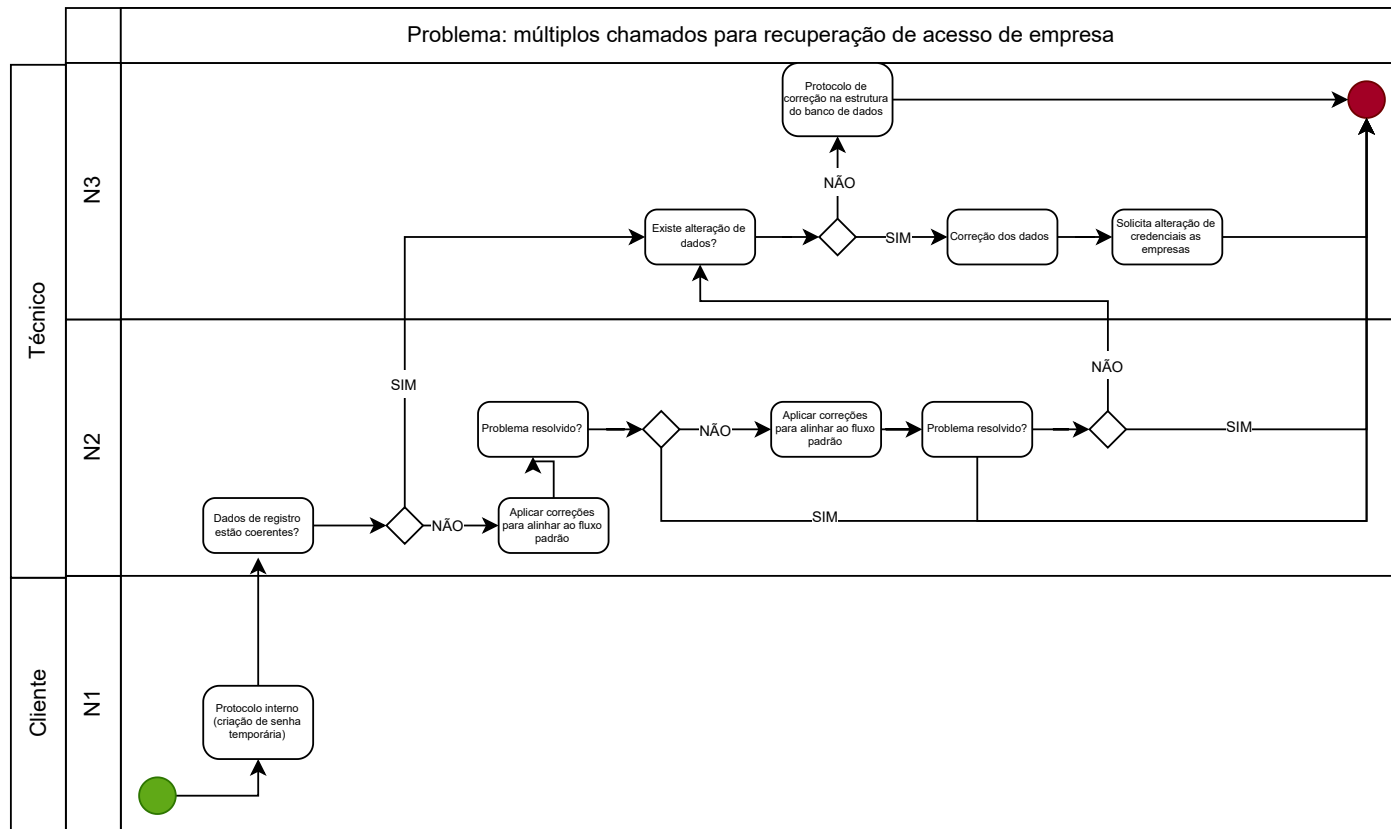 Problema: múltiplos chamados para recuperação de acesso de empresa
Técnico
N3
Protocolo de
correção na estrutura
do banco de dados
NÃO
Existe alteração de
dados?
SIM
Correção dos dados
Solicita alteração de
credenciais as
empresas
N2
SIM
NÃO
Problema resolvido?
NÃO
Aplicar correções
para alinhar ao fluxo
padrão
Problema resolvido?
SIM
Dados de registro
estão coerentes?
NÃO
Aplicar correções
para alinhar ao fluxo
padrão
SIM
Cliente
N1
Protocolo interno
(criação de senha
temporária)